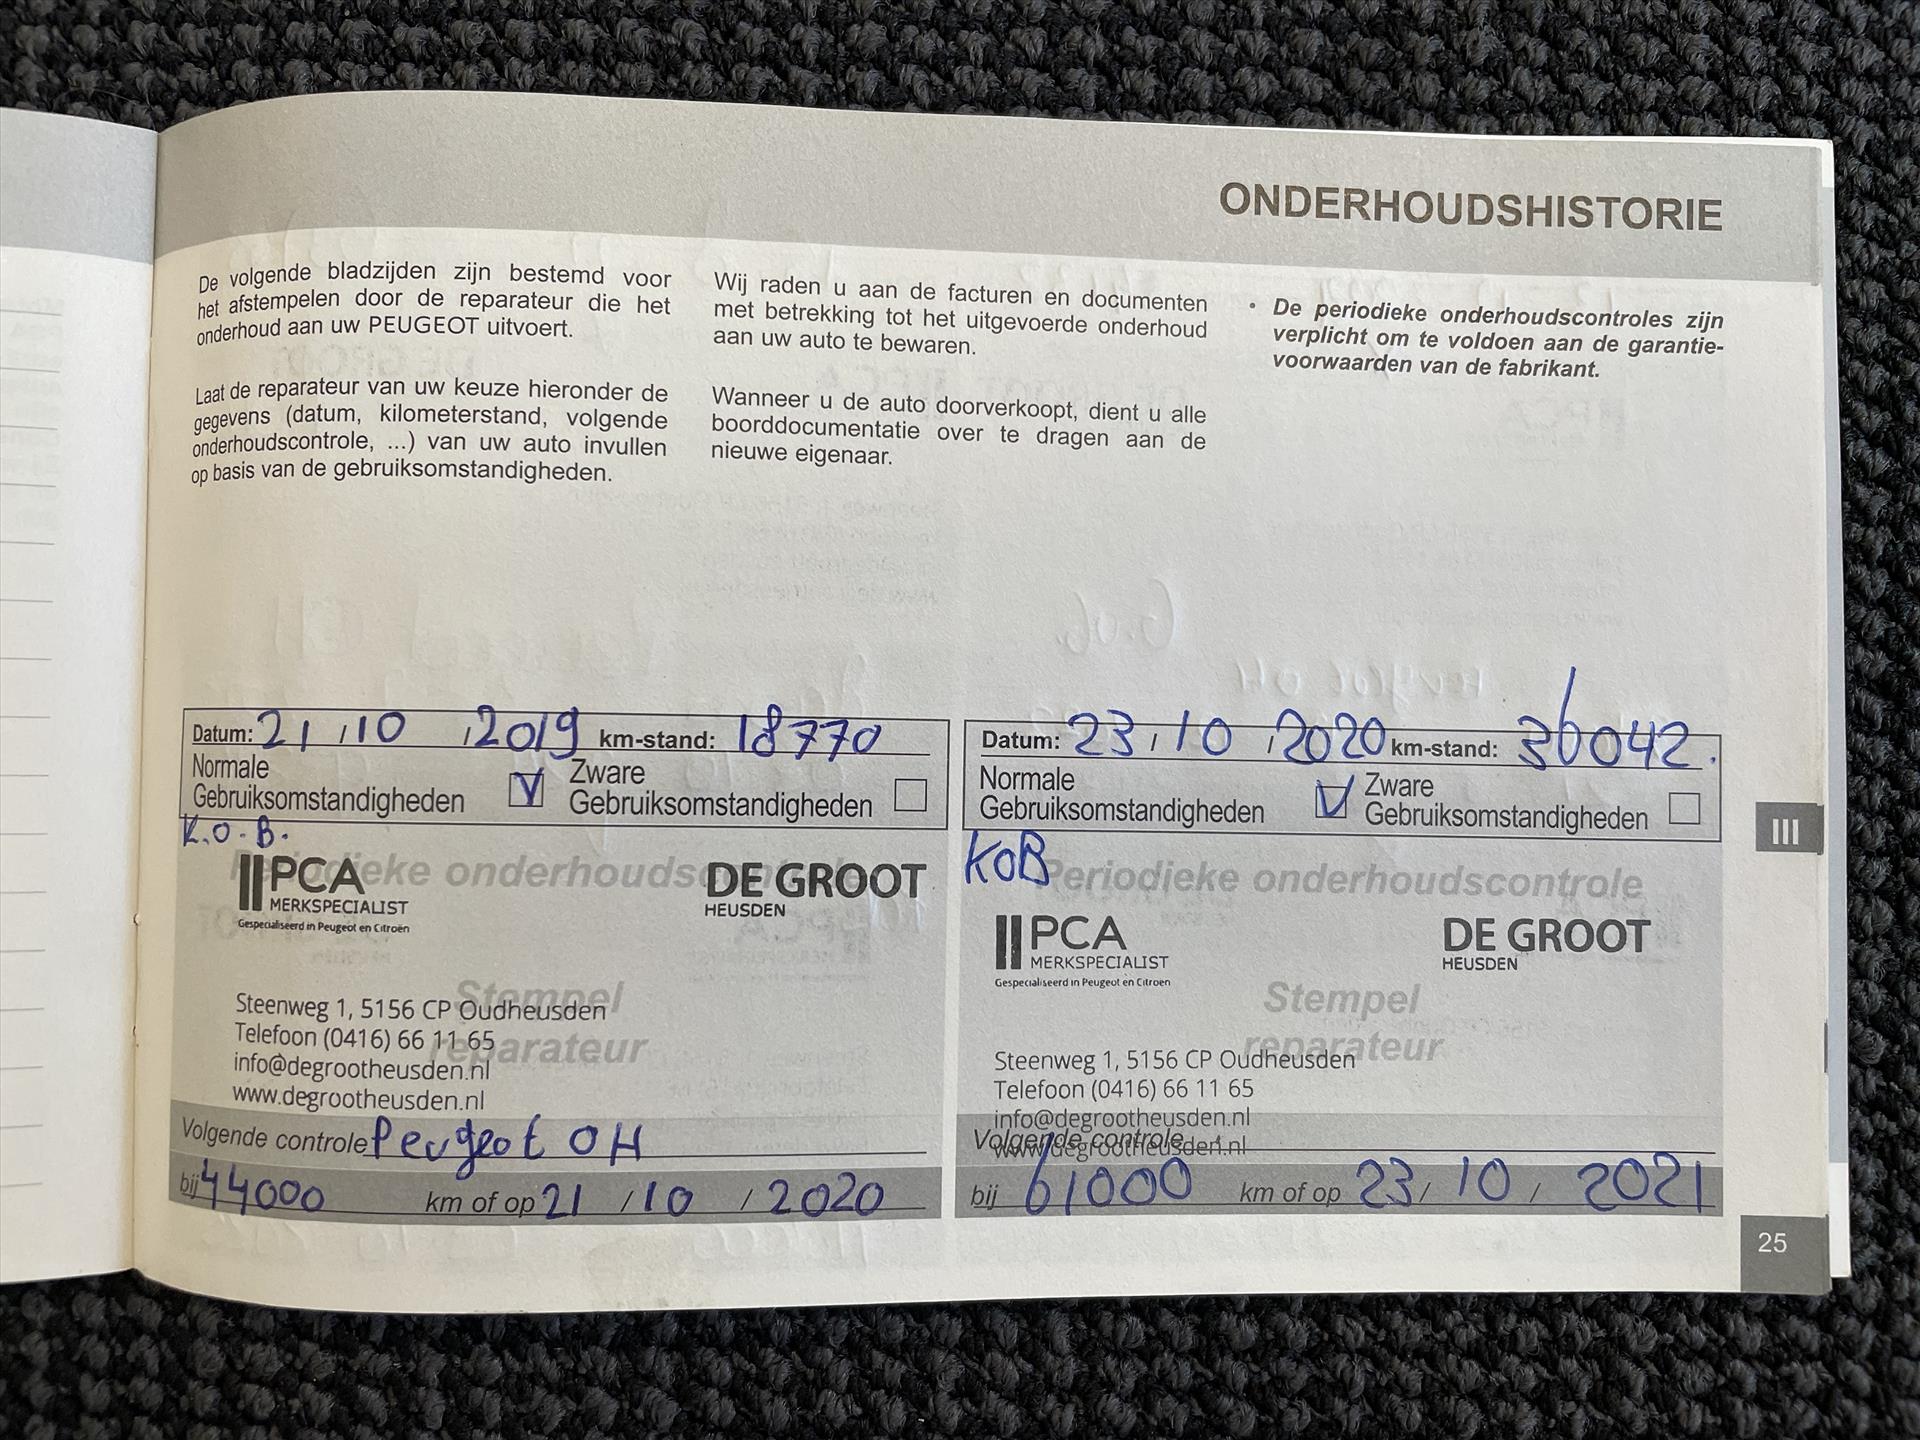 ONDERHOUDSHISTORIE
De volgende bladzijden zijn bestemd voor
het afstempelen door de reparateur die het
onderhoud aan uw PEUGEOT uitvoert.
Laat de reparateur van uw keuze hieronder de
gegevens (datum, kilometerstand, volgende
onderhoudscontrole, ...) van uw auto invullen
op basis van de gebruiksomstandigheden.
Wij raden u aan de facturen en documenten
met betrekking tot het uitgevoerde onderhoud
aan uw auto te bewaren.
Wanneer u de auto doorverkoopt, dient u alle
boorddocumentatie over te dragen aan de
nieuwe eigenaar.
• De periodieke onderhoudscontroles zijn
verplicht om te voldoen aan de garantie-
voorwaarden van de fabrikant.
Datum: 21 / 10 / 2019 km-stand: 18770
Normale
Gebruiksomstandigheden V
Zware
Gebruiksomstandigheden
K.O.B.
Periodieke onderhoudscontrole
PCA
MERKSPECIALIST
Gespecialiseerd in Peugeot en Citroën
DE GROOT
HEUSDEN
Stempel
reparateur
Steenweg 1, 5156 CP Oudheusden
Telefoon (0416) 66 11 65
info@degrootheusden.nl
www.degrootheusden.nl
Volgende controle Peugeot OH
bij 44000 km of op 21 / 10 / 2020
Datum: 23 / 10 / 2020 km-stand: 36042.
Normale
Gebruiksomstandigheden V
Zware
Gebruiksomstandigheden
KOB
Periodieke onderhoudscontrole
PCA
MERKSPECIALIST
Gespecialiseerd in Peugeot en Citroën
DE GROOT
HEUSDEN
Stempel
reparateur
Steenweg 1, 5156 CP Oudheusden
Telefoon (0416) 66 11 65
info@degrootheusden.nl
www.degrootheusden.nl
Volgende controle
bij 61000 km of op 23 / 10 / 2021
III
25